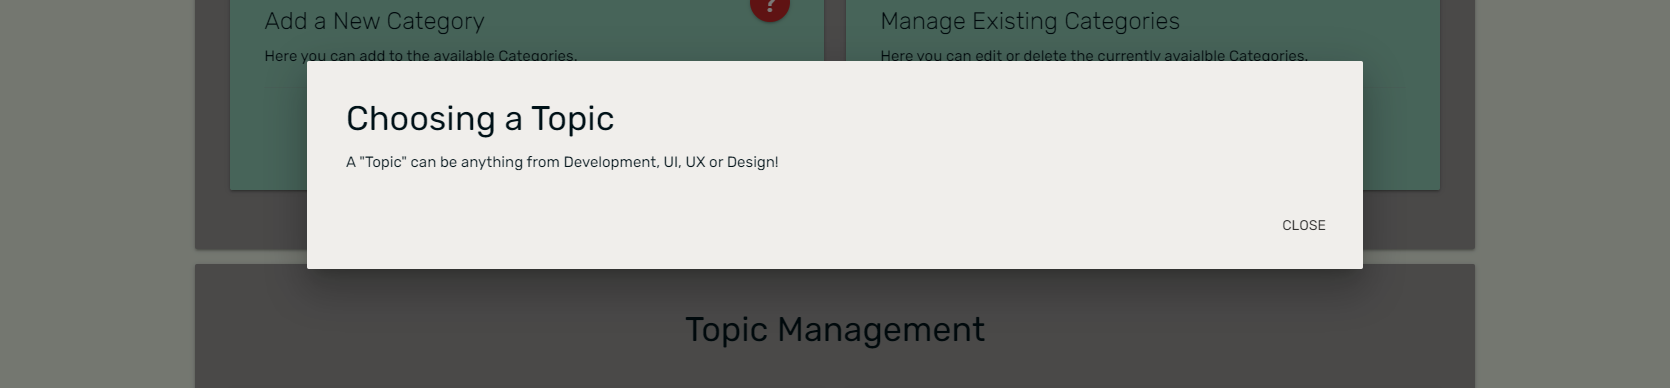 Add a New Category
?
Manage Existing Categories
Here you can add to the available Categories.
Here you can edit or delete the currently avaialble Categories.
Choosing a Topic
A "Topic" can be anything from Development, UI, UX or Design!
CLOSE
Topic Management